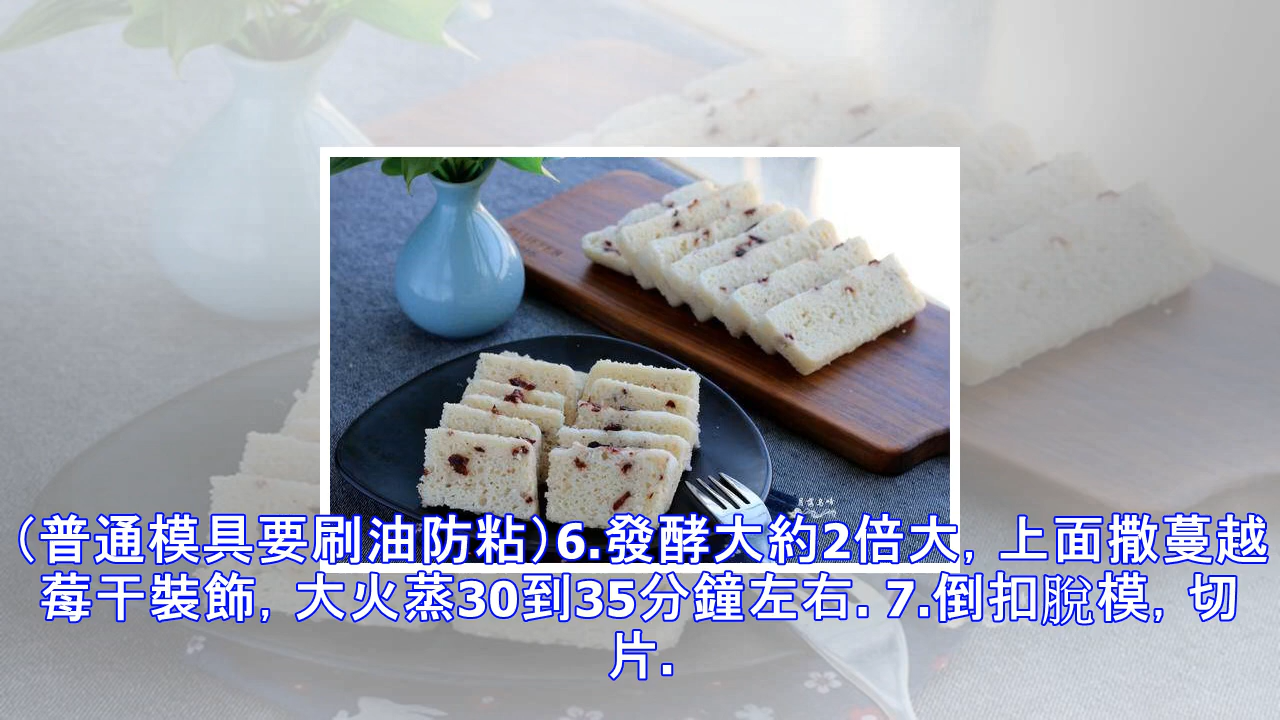 (普通模具要刷油防粘)6.發酵大約2倍大, 上面撒蔓越
莓干裝飾, 大火蒸30到35分鐘左右. 7.倒扣脫模, 切
片.